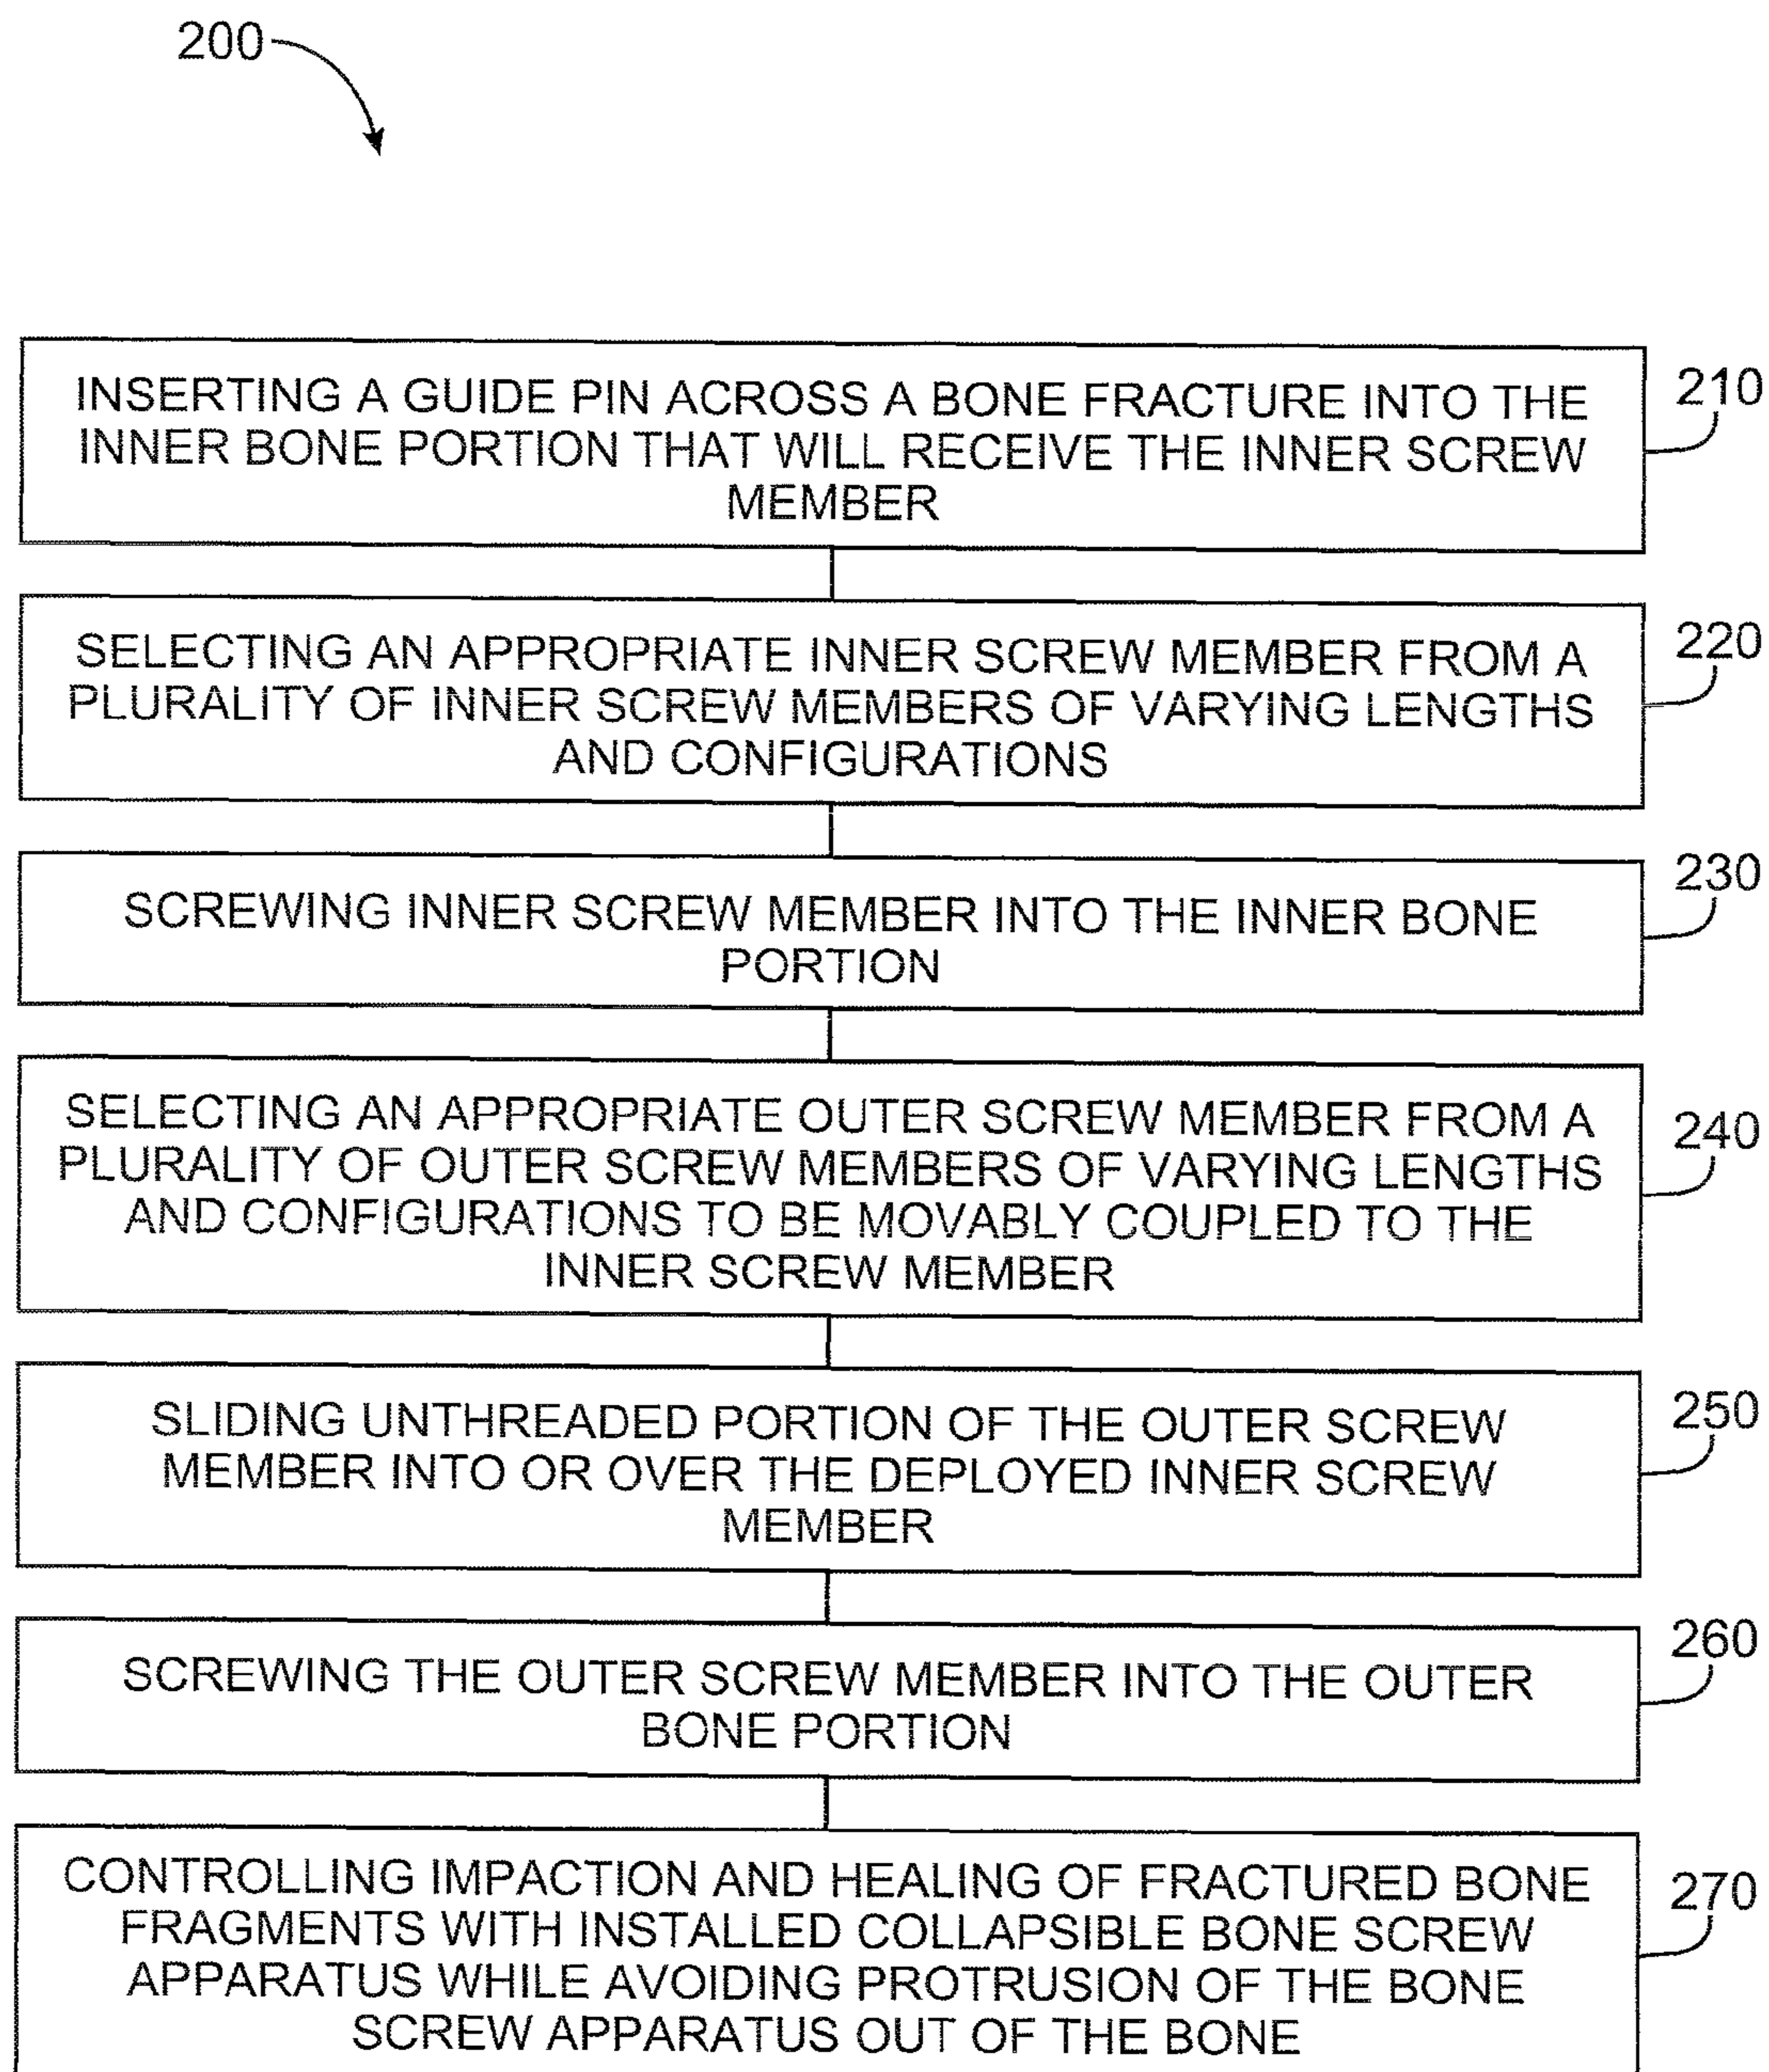 200
INSERTING A GUIDE PIN ACROSS A BONE FRACTURE INTO THE
INNER BONE PORTION THAT WILL RECEIVE THE INNER SCREW
MEMBER
210
SELECTING AN APPROPRIATE INNER SCREW MEMBER FROM A
PLURALITY OF INNER SCREW MEMBERS OF VARYING LENGTHS
AND CONFIGURATIONS
220
SCREWING INNER SCREW MEMBER INTO THE INNER BONE
PORTION
230
SELECTING AN APPROPRIATE OUTER SCREW MEMBER FROM A
PLURALITY OF OUTER SCREW MEMBERS OF VARYING LENGTHS
AND CONFIGURATIONS TO BE MOVABLY COUPLED TO THE
INNER SCREW MEMBER
240
SLIDING UNTHREADED PORTION OF THE OUTER SCREW
MEMBER INTO OR OVER THE DEPLOYED INNER SCREW
MEMBER
250
SCREWING THE OUTER SCREW MEMBER INTO THE OUTER
BONE PORTION
260
CONTROLLING IMPACTION AND HEALING OF FRACTURED BONE
FRAGMENTS WITH INSTALLED COLLAPSIBLE BONE SCREW
APPARATUS WHILE AVOIDING PROTRUSION OF THE BONE
SCREW APPARATUS OUT OF THE BONE
270